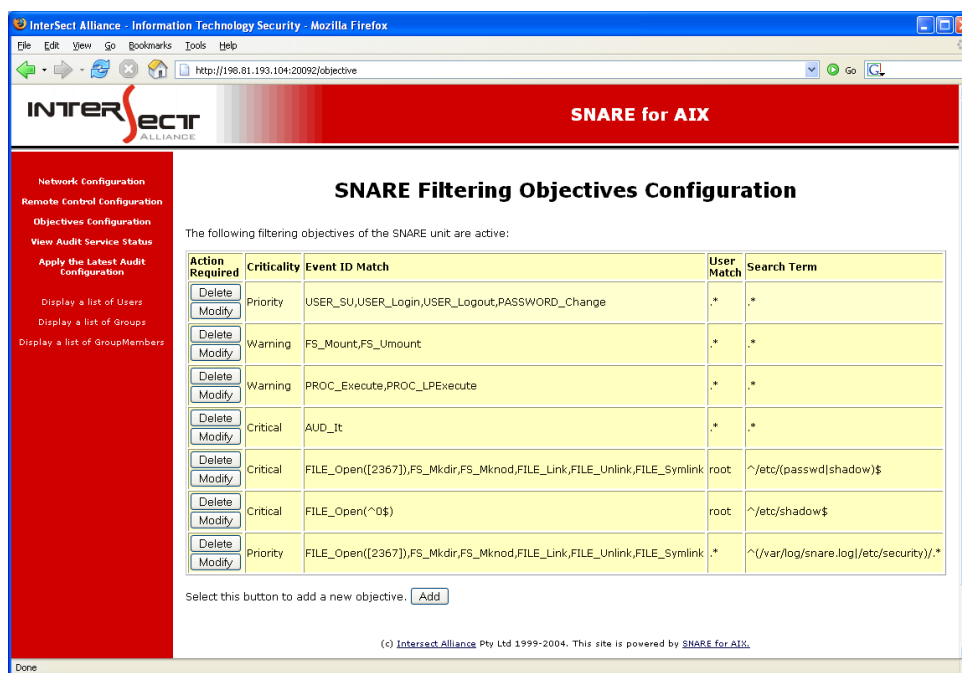 InterSect Alliance - Information Technology Security - Mozilla Firefox
File Edit View Go Bookmarks Tools Help
http://198.81.193.104:20092/objective
Go
G
INTERSECT
ALLIANCE
SNARE for AIX
Network Configuration
Remote Control Configuration
Objectives Configuration
View Audit Service Status
Apply the Latest Audit
Configuration
Display a list of Users
Display a list of Groups
Display a list of GroupMembers
SNARE Filtering Objectives Configuration
The following filtering objectives of the SNARE unit are active:
Action Required Criticality Event ID Match User Match Search Term
Delete Modify Priority USER_SU,USER_Login,USER_Logout,PASSWORD_Change .* .*
Delete Modify Warning FS_Mount,FS_Umount .* .*
Delete Modify Warning PROC_Execute,PROC_LPExecute .* .*
Delete Modify Critical AUD_It .* .*
Delete Modify Critical FILE_Open([2367]),FS_Mkdir,FS_Mknod,FILE_Link,FILE_Unlink,FILE_Symlink root ^/etc/(passwd|shadow)$
Delete Modify Critical FILE_Open(^0$) root ^/etc/shadow$
Delete Modify Priority FILE_Open([2367]),FS_Mkdir,FS_Mknod,FILE_Link,FILE_Unlink,FILE_Symlink .* ^(/var/log/snare.log|/etc/security)/.*
Select this button to add a new objective. Add
(c) Intersect Alliance Pty Ltd 1999-2004. This site is powered by SNARE for AIX.
Done